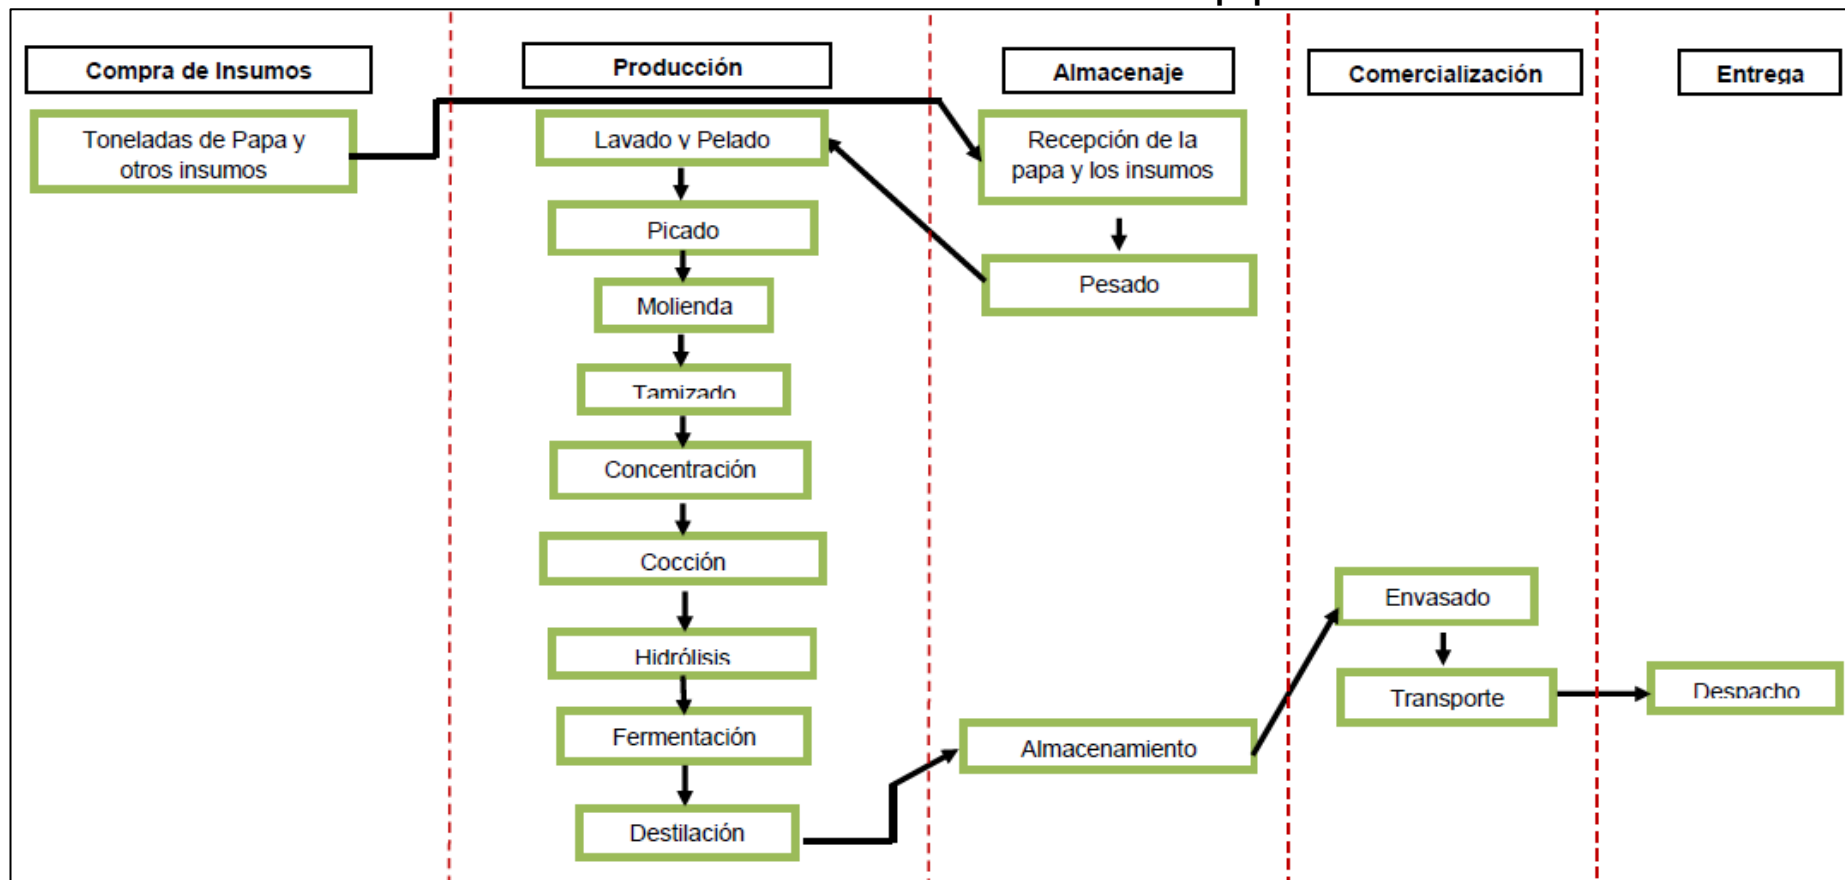 Compra de Insumos
Producción
Almacenaje
Comercialización
Entrega
Toneladas de Papa y
otros insumos
Lavado y Pelado
Picado
Molienda
Tamizado
Concentración
Cocción
Hidrólisis
Fermentación
Destilación
Recepción de la
papa y los insumos
Pesado
Almacenamiento
Envasado
Transporte
Despacho